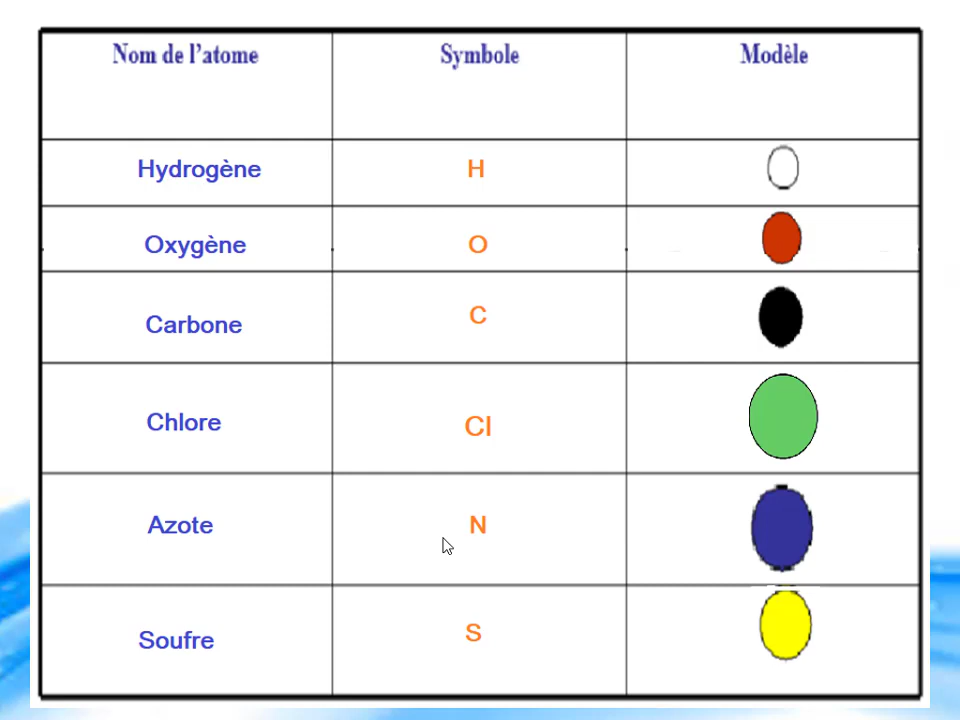 Nom de l'atome Symbole Modèle
Hydrogène H
Oxygène O
Carbone C
Chlore Cl
Azote N
Soufre S